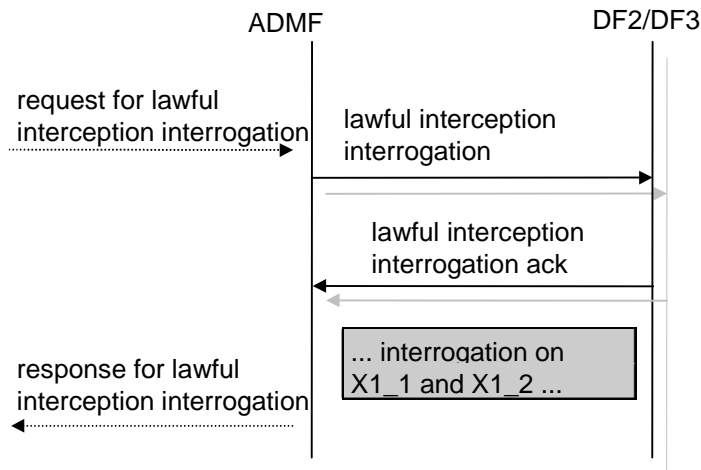 ADMF
DF2/DF3
request for lawful
interception interrogation
lawful interception
interrogation
lawful interception
interrogation ack
... interrogation on
X1_1 and X1_2 ...
response for lawful
interception interrogation